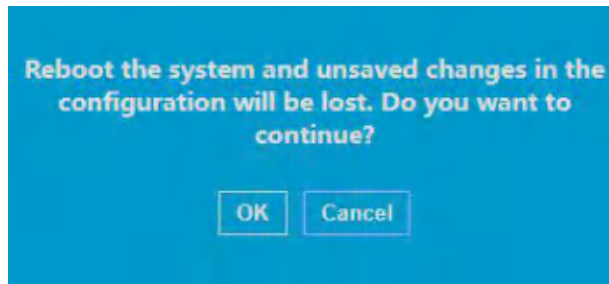 Reboot the system and unsaved changes in the
configuration will be lost. Do you want to
continue?
OK Cancel